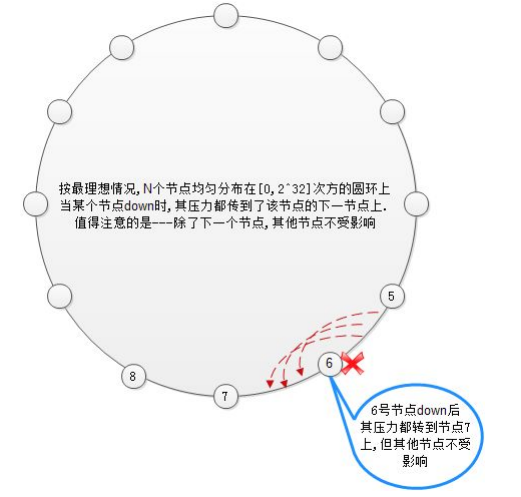 按最理想情况,N个节点均匀分布在[0,2^32]次方的圆环上
当某个节点down时,其压力都传到了该节点的下一节点上.
值得注意的是---除了下一个节点,其他节点不受影响
5
6
7
8
6号节点down后
其压力都转到节点7
上,但其他节点不受
影响